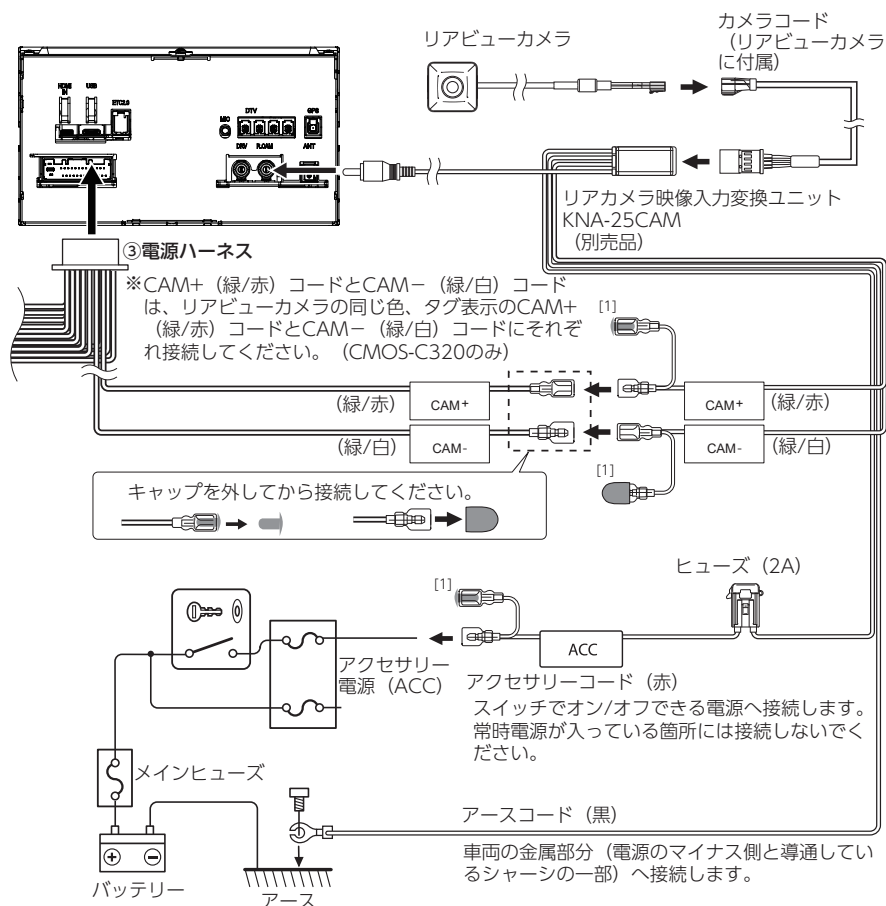 リアビューカメラ
カメラコード
（リアビューカメラ
に付属）
HDMI
IN
USB
ETC2.0
MIC
DTV
GPS
DRV
R.CAM
ANT
リアカメラ映像入力変換ユニット
KNA-25CAM
（別売品）
③電源ハーネス
※CAM+（緑/赤）コードとCAM−（緑/白）コード
は、リアビューカメラの同じ色、タグ表示のCAM+
（緑/赤）コードとCAM−（緑/白）コードにそれぞ
れ接続してください。（CMOS-C320のみ）
[1]
（緑/赤）
CAM+
CAM+
（緑/赤）
（緑/白）
CAM-
CAM-
（緑/白）
[1]
キャップを外してから接続してください。
ヒューズ（2A）
[1]
ACC
アクセサリー
電源（ACC）
アクセサリーコード（赤）
スイッチでオン/オフできる電源へ接続します。
常時電源が入っている箇所には接続しないでく
ださい。
メインヒューズ
アースコード（黒）
車両の金属部分（電源のマイナス側と導通してい
るシャーシの一部）へ接続します。
バッテリー
アース